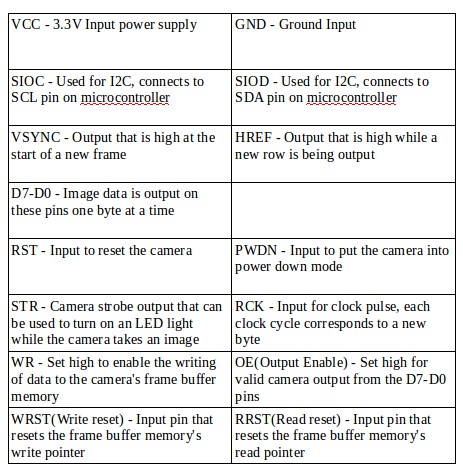 VCC - 3.3V Input power supply
GND - Ground Input
SIOC - Used for I2C, connects to
SCL pin on microcontroller
SIOD - Used for I2C, connects to
SDA pin on microcontroller
VSYNC - Output that is high at the
start of a new frame
HREF - Output that is high while a
new row is being output
D7-D0 - Image data is output on
these pins one byte at a time
RST - Input to reset the camera
PWDN - Input to put the camera into
power down mode
STR - Camera strobe output that can
be used to turn on an LED light
while the camera takes an image
RCK - Input for clock pulse, each
clock cycle corresponds to a new
byte
WR - Set high to enable the writing
of data to the camera's frame buffer
memory
OE(Output Enable) - Set high for
valid camera output from the D7-D0
pins
WRST(Write reset) - Input pin that
resets the frame buffer memory's
write pointer
RRST(Read reset) - Input pin that
resets the frame buffer memory's
read pointer